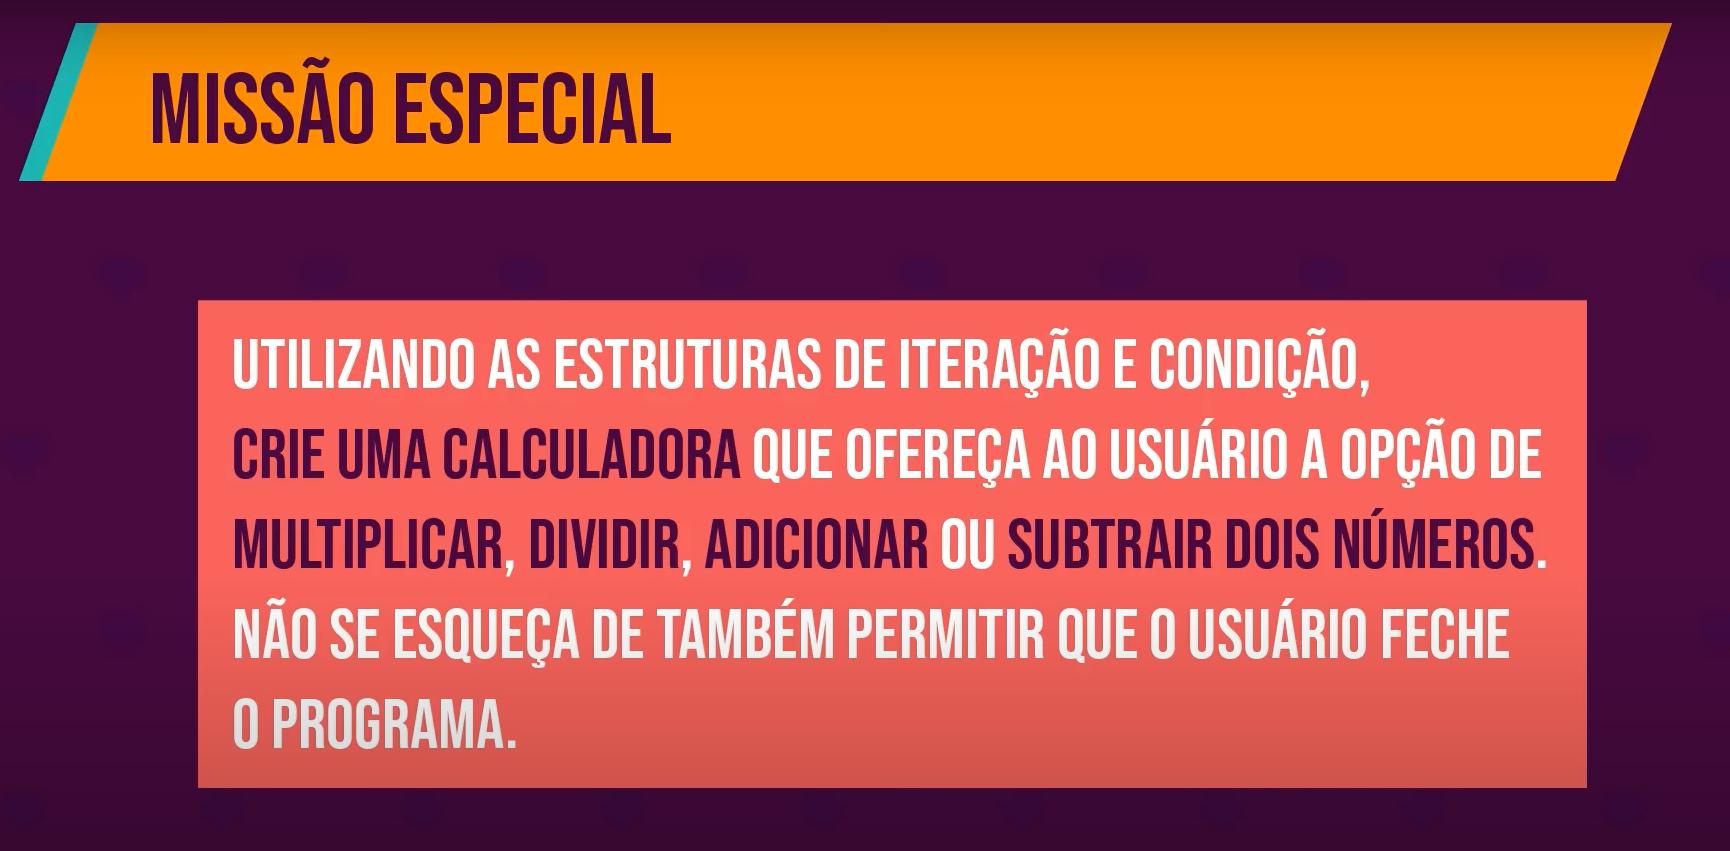 MISSÃO ESPECIAL
UTILIZANDO AS ESTRUTURAS DE ITERAÇÃO E CONDIÇÃO,
CRIE UMA CALCULADORA QUE OFEREÇA AO USUÁRIO A OPÇÃO DE
MULTIPLICAR, DIVIDIR, ADICIONAR OU SUBTRAIR DOIS NÚMEROS.
NÃO SE ESQUEÇA DE TAMBÉM PERMITIR QUE O USUÁRIO FECHE
O PROGRAMA.